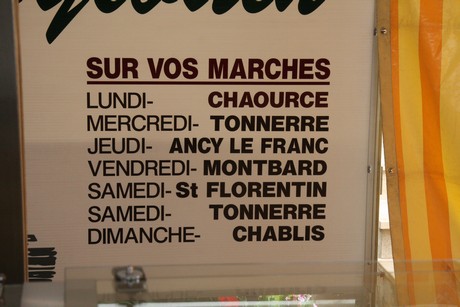 SUR VOS MARCHES
LUNDI- CHAOURCE
MERCREDI- TONNERRE
JEUDI- ANCY LE FRANC
VENDREDI- MONTBARD
SAMEDI- St FLORENTIN
SAMEDI- TONNERRE
DIMANCHE- CHABLIS